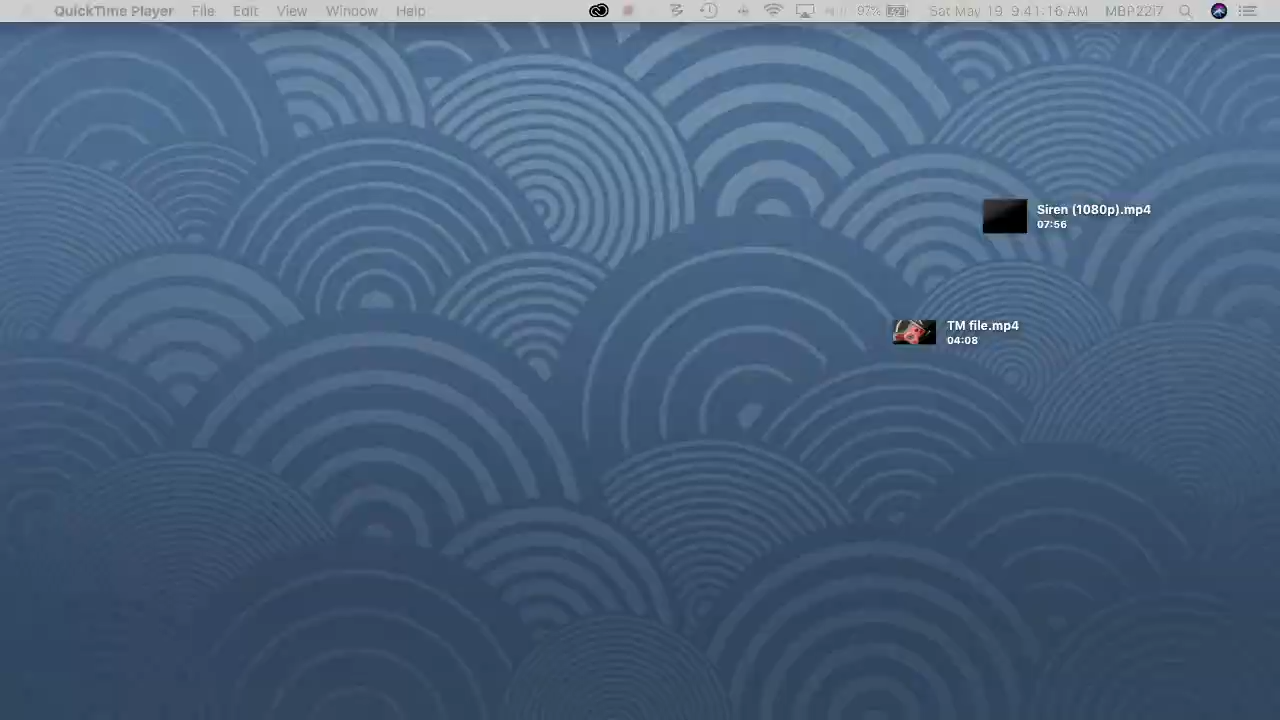 QuickTime Player File Edit View Window Help 97% Sat May 19 9:41:16 AM MBP22i7
Siren (1080p).mp4
07:56
TM file.mp4
04:08